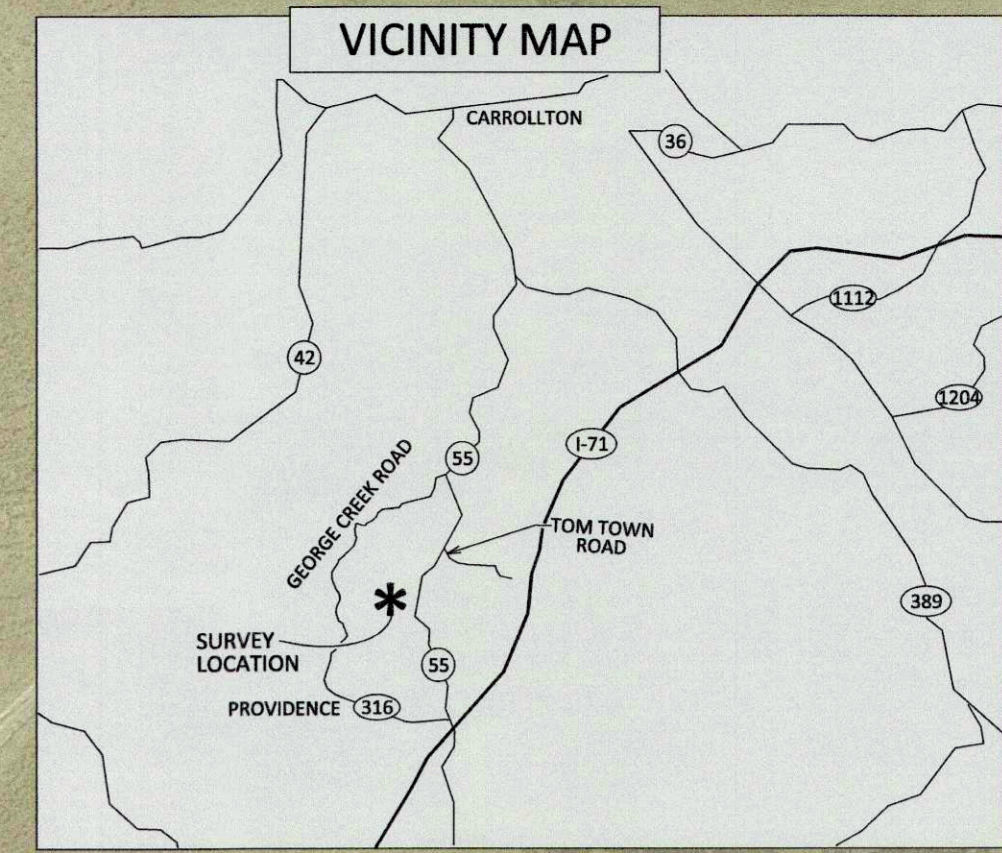 VICINITY MAP
CARROLLTON
36
1112
42
1204
55
I-71
GEORGE CREEK ROAD
TOM TOWN
ROAD
389
SURVEY
LOCATION
55
PROVIDENCE
316